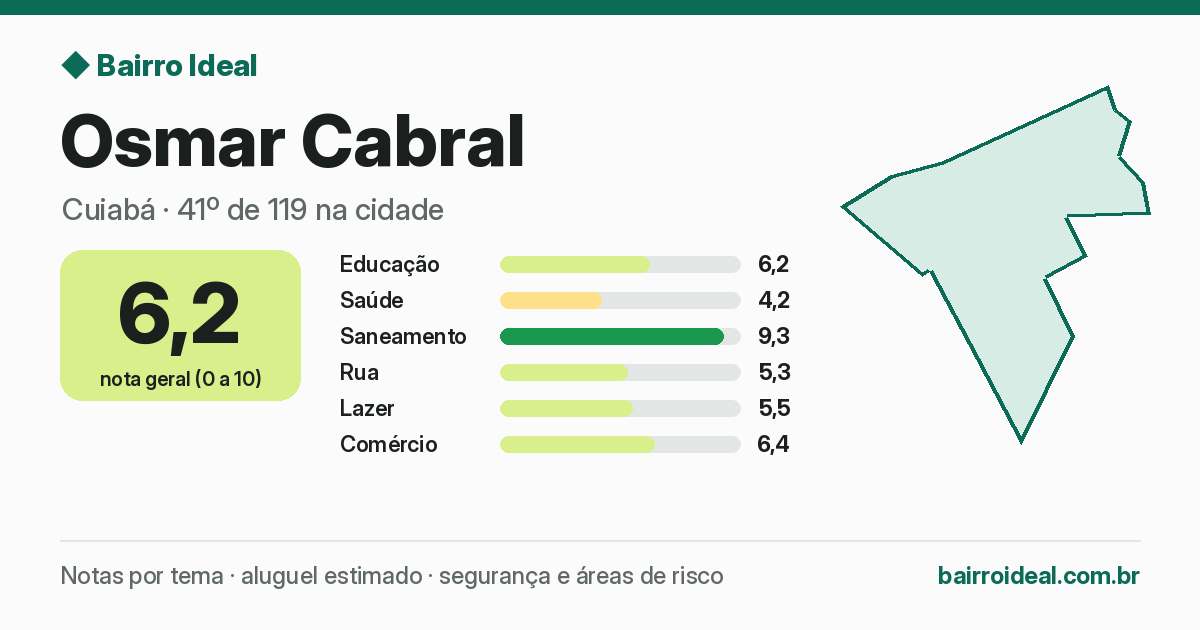 Bairro Ideal
Osmar Cabral
Cuiabá · 41º de 119 na cidade
6,2
nota geral (0 a 10)
Educação 6,2
Saúde 4,2
Saneamento 9,3
Rua 5,3
Lazer 5,5
Comércio 6,4
Notas por tema · aluguel estimado · segurança e áreas de risco
bairroideal.com.br